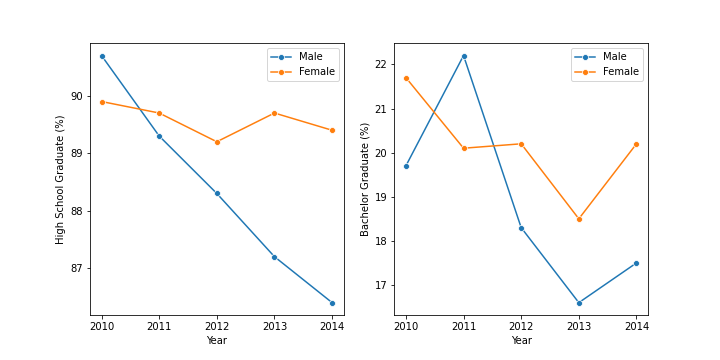 High School Graduate (%)
90
89
88
87
2010 2011 2012 2013 2014
Year
Male
Female
Bachelor Graduate (%)
22
21
20
19
18
17
2010 2011 2012 2013 2014
Year
Male
Female